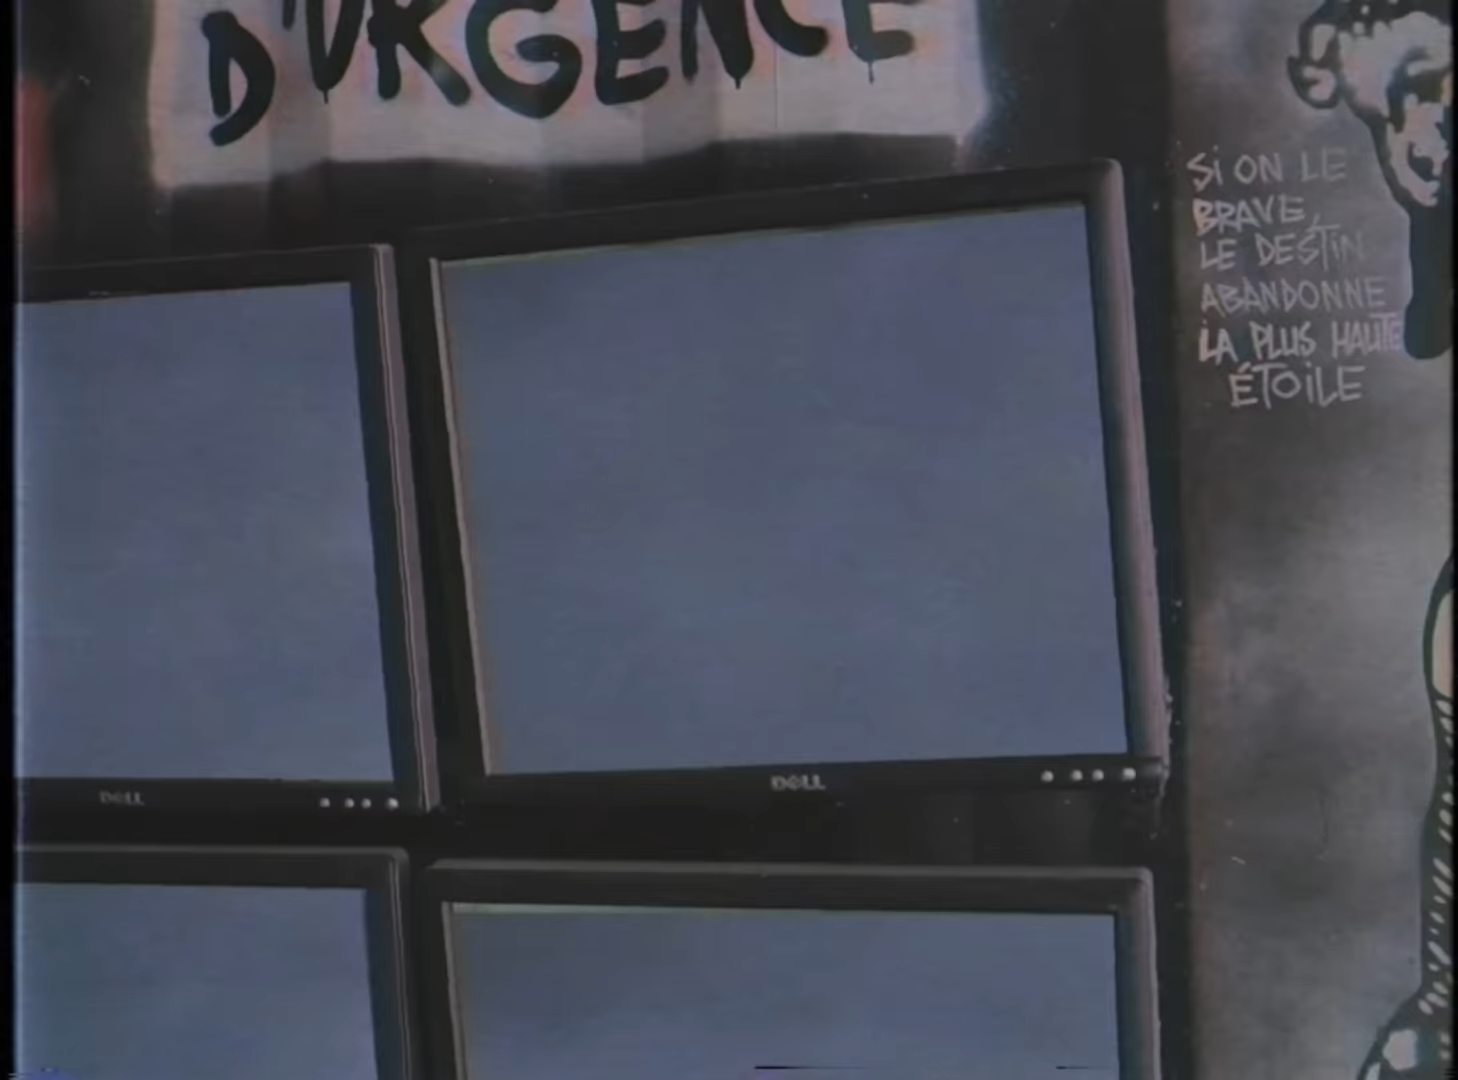 D'URGENCE
Si ON LE
BRAVE,
LE DESTiN
ABANDONNE
LA PLUS HAUTE
ÉTOiLE
DELL
DELL